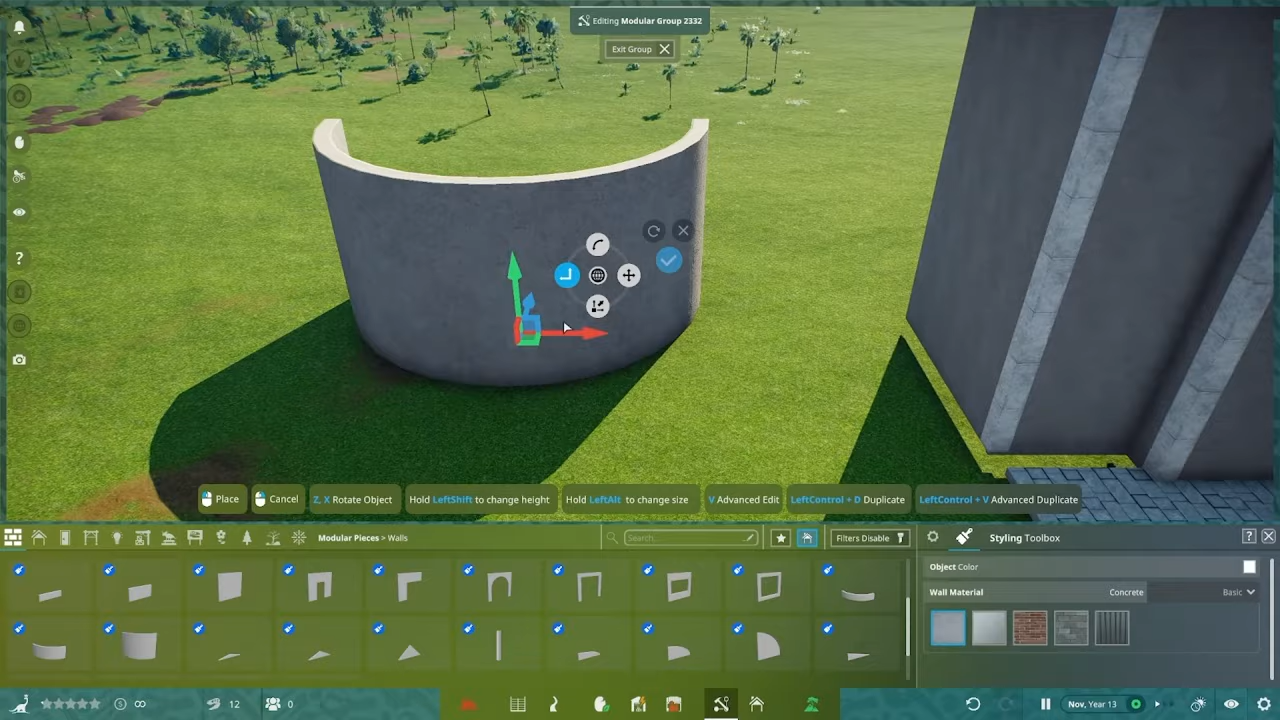 Editing Modular Group 2332
Exit Group
Place
Cancel
Z, X Rotate Object
Hold LeftShift to change height
Hold LeftAlt to change size
V Advanced Edit
LeftControl + D Duplicate
LeftControl + V Advanced Duplicate
Modular Pieces > Walls
Search...
Filters Disable
Styling Toolbox
?
Object Color
Wall Material
Concrete
Basic
?
∞
12
0
Nov, Year 13